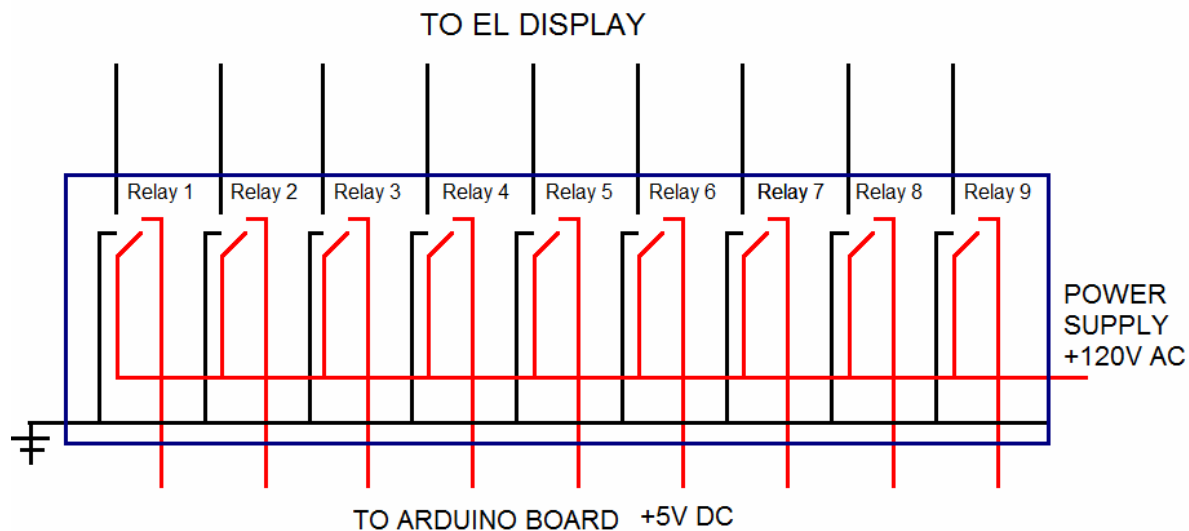 TO EL DISPLAY
Relay 1 Relay 2 Relay 3 Relay 4 Relay 5 Relay 6 Relay 7 Relay 8 Relay 9
POWER
SUPPLY
+120V AC
TO ARDUINO BOARD +5V DC